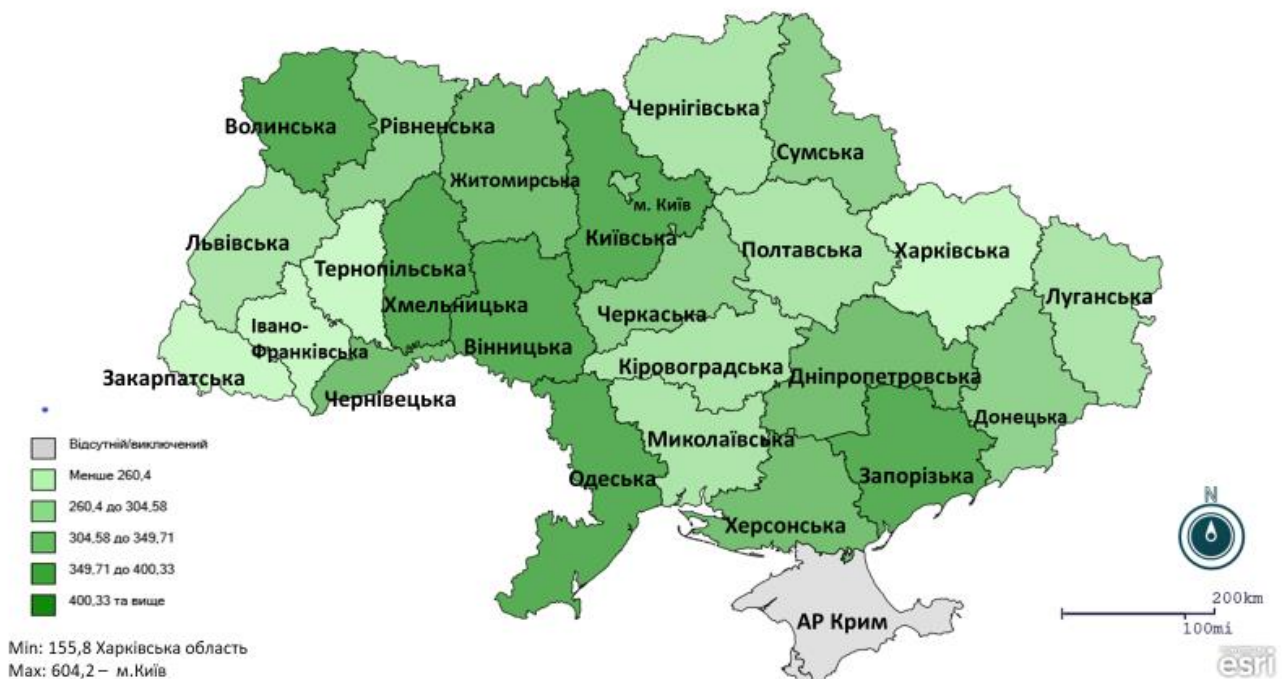 Чернігівська
Волинська
Рівненська
Сумська
Житомирська
м. Київ
Київська
Львівська
Полтавська
Харківська
Тернопільська
Луганська
Хмельницька
Черкаська
Івано-
Франківська
Вінницька
Кіровоградська
Закарпатська
Дніпропетровська
Чернівецька
Донецька
Миколаївська
Одеська
Запорізька
Херсонська
АР Крим
Відсутній/виключений
Менше 260,4
260,4 до 304,58
304,58 до 349,71
349,71 до 400,33
400,33 та вище
Min: 155,8 Харківська область
Max: 604,2 – м.Київ
N
200km
100mi
esri